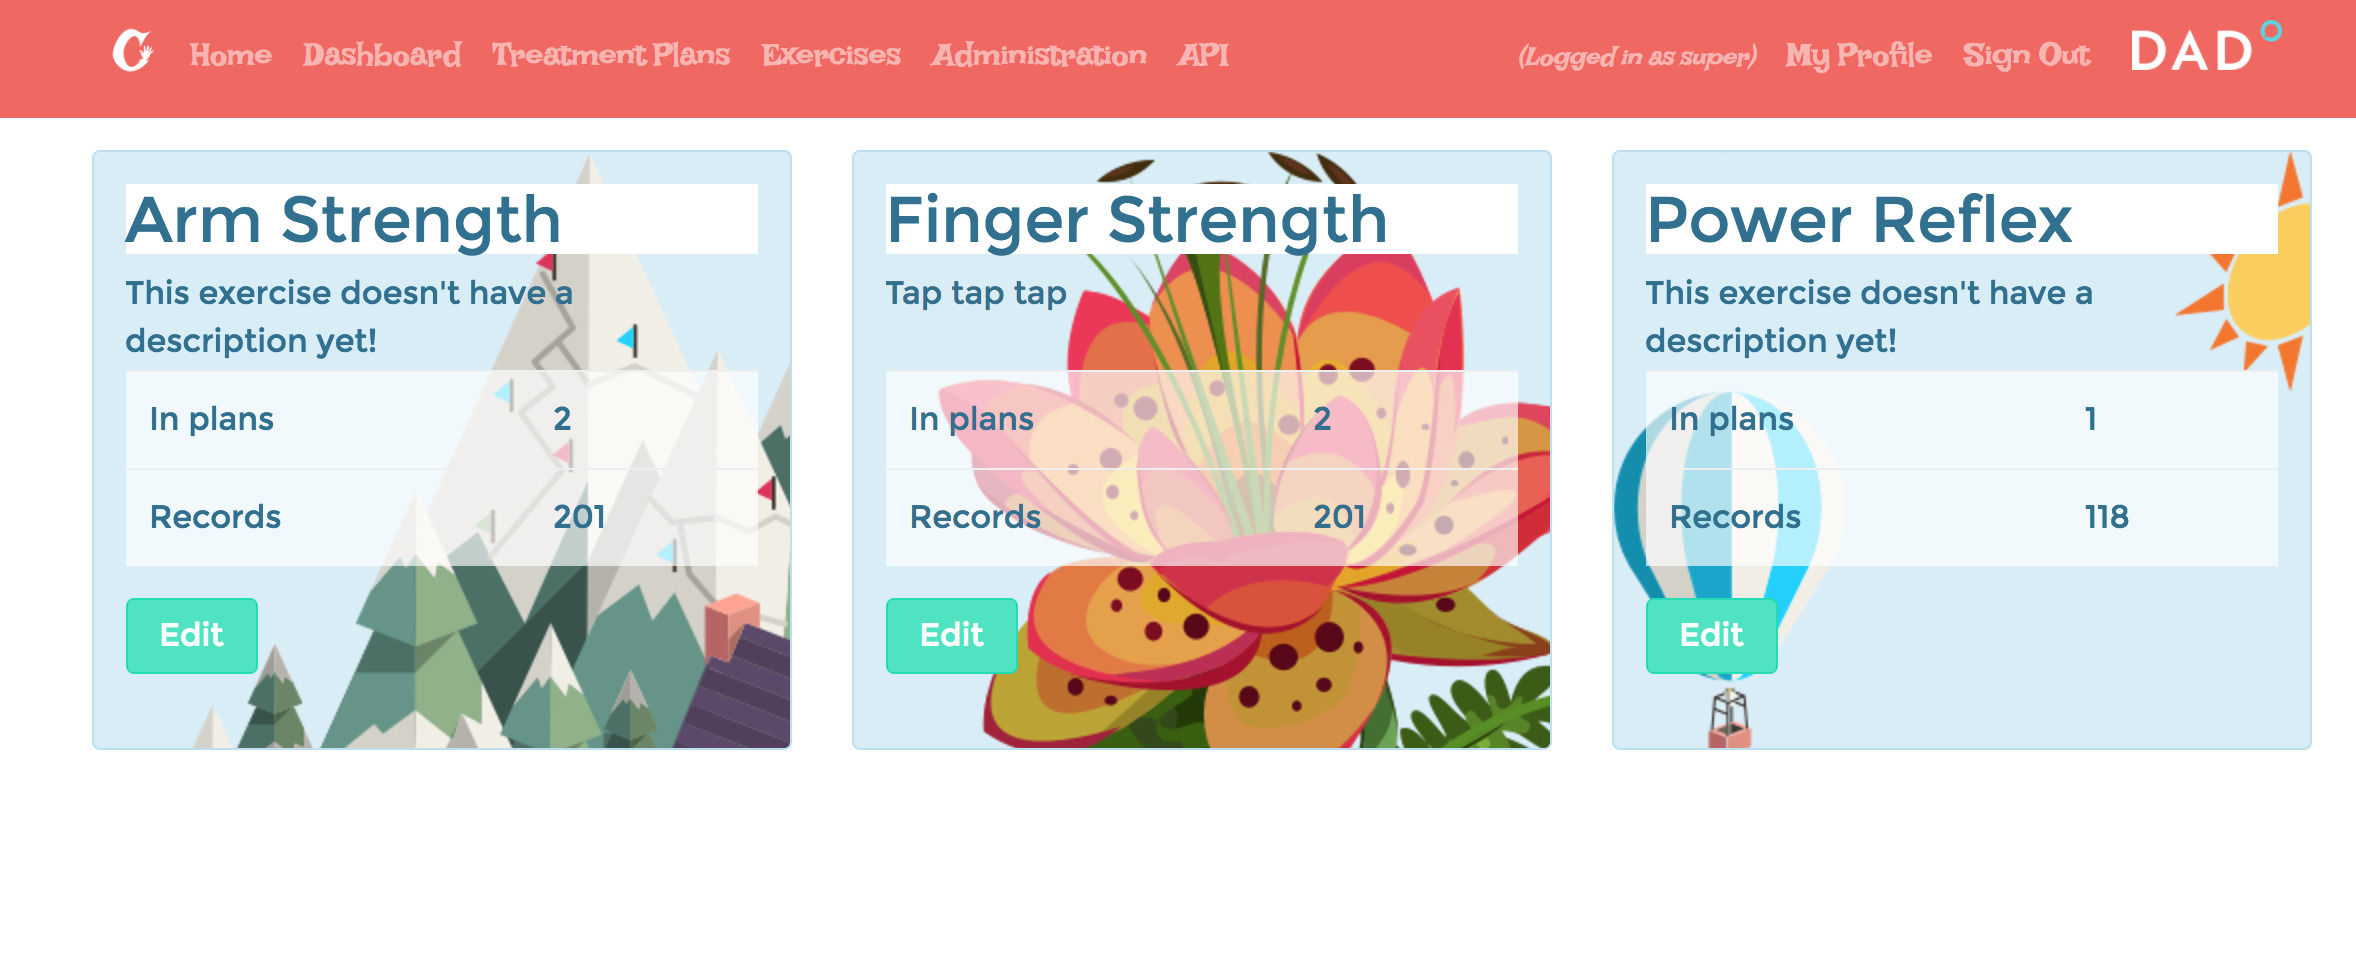 C Home Dashboard Treatment Plans Exercises Administration API (Logged in as super) My Profile Sign Out DAD°
Arm Strength
This exercise doesn't have a
description yet!
In plans 2
Records 201
Edit
Finger Strength
Tap tap tap
In plans 2
Records 201
Edit
Power Reflex
This exercise doesn't have a
description yet!
In plans 1
Records 118
Edit